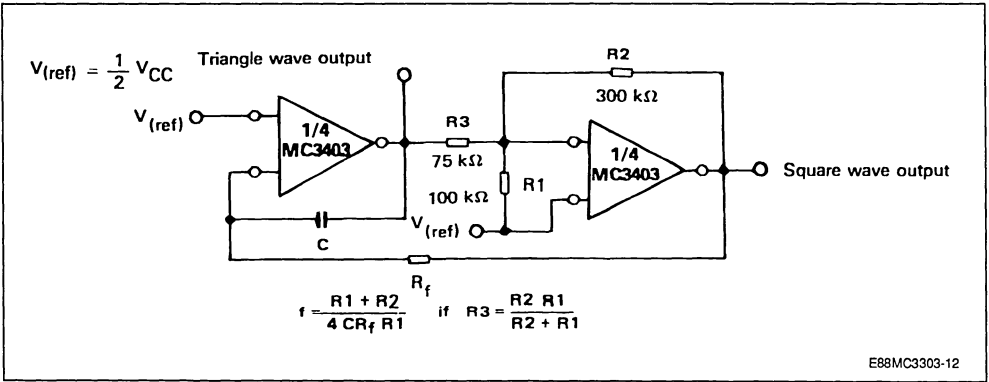 V(ref) = 1/2 VCC
Triangle wave output
R2
300 kΩ
V(ref)
1/4
MC3403
R3
75 kΩ
1/4
MC3403
Square wave output
100 kΩ
R1
V(ref)
C
Rf
f = R1 + R2 / 4 CRf R1 if R3 = R2 R1 / R2 + R1
E88MC3303-12